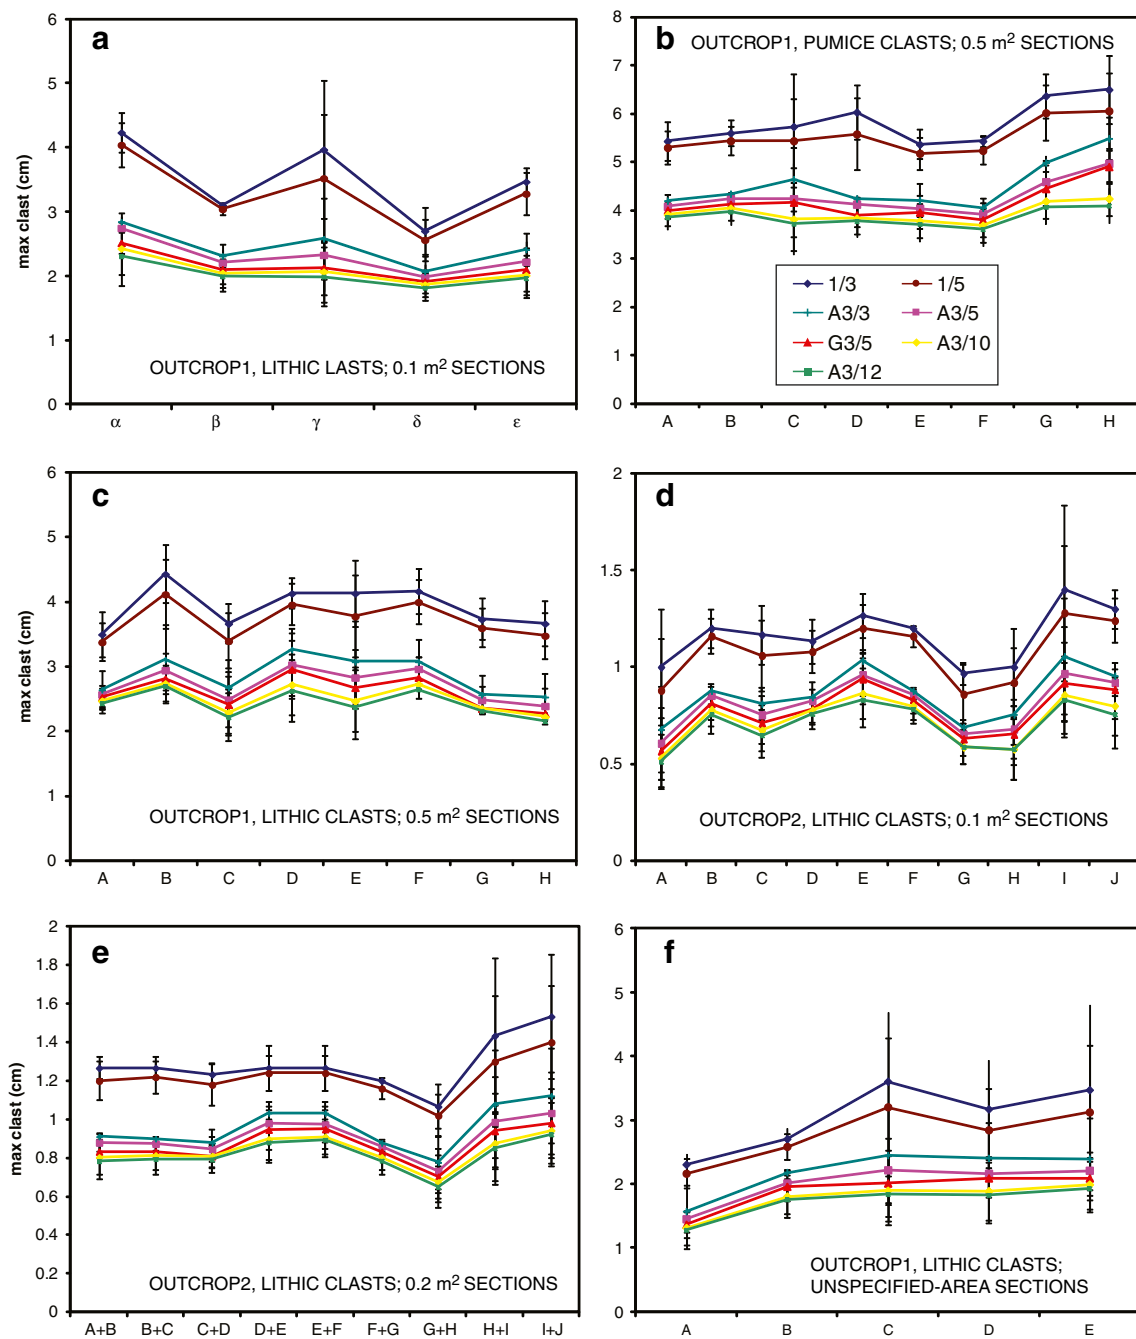 a
6
5
4
3
2
1
0
max clast (cm)
OUTCROP1, LITHIC LASTS; 0.1 m² SECTIONS
α β γ δ ε
b
OUTCROP1, PUMICE CLASTS; 0.5 m² SECTIONS
8
7
6
5
4
3
2
1
0
1/3 1/5
A3/3 A3/5
G3/5 A3/10
A3/12
A B C D E F G H
c
6
5
4
3
2
1
0
max clast (cm)
OUTCROP1, LITHIC CLASTS; 0.5 m² SECTIONS
A B C D E F G H
d
2
1.5
1
0.5
0
OUTCROP2, LITHIC CLASTS; 0.1 m² SECTIONS
A B C D E F G H I J
e
2
1.8
1.6
1.4
1.2
1
0.8
0.6
0.4
0.2
0
max clast (cm)
OUTCROP2, LITHIC CLASTS; 0.2 m² SECTIONS
A+B B+C C+D D+E E+F F+G G+H H+I I+J
f
6
5
4
3
2
1
0
OUTCROP1, LITHIC CLASTS;
UNSPECIFIED-AREA SECTIONS
A B C D E